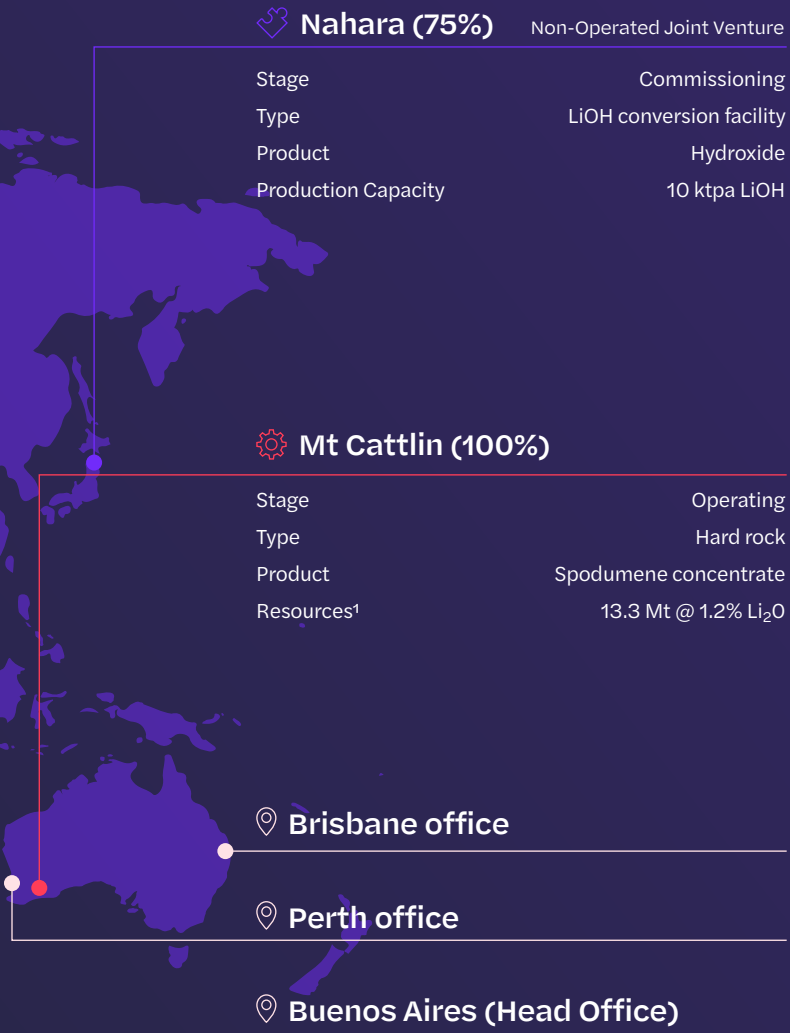 Nahara (75%) Non-Operated Joint Venture
Stage Commissioning
Type LiOH conversion facility
Product Hydroxide
Production Capacity 10 ktpa LiOH
Mt Cattlin (100%)
Stage Operating
Type Hard rock
Product Spodumene concentrate
Resources¹ 13.3 Mt @ 1.2% Li₂0
Brisbane office
Perth office
Buenos Aires (Head Office)